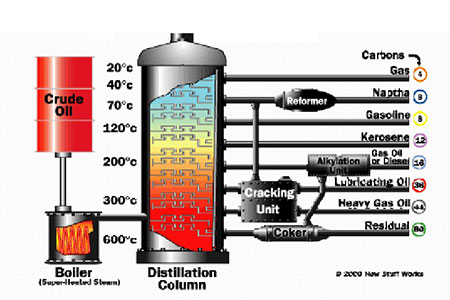 Carbons
Crude
Oil
20°c
40°c
70°c
120°c
200°c
300°c
600°c
Gas 4
Naptha
Reformer
Gasoline 8
Kerosene 12
Alkylation
Unit
Gas Oil
or Diesel 16
Lubricating Oil 36
Cracking
Unit
Heavy Gas Oil 44
Coker
Residual 80
Boiler
(Super-Heated Steam)
Distillation
Column
© 2000 How Stuff Works